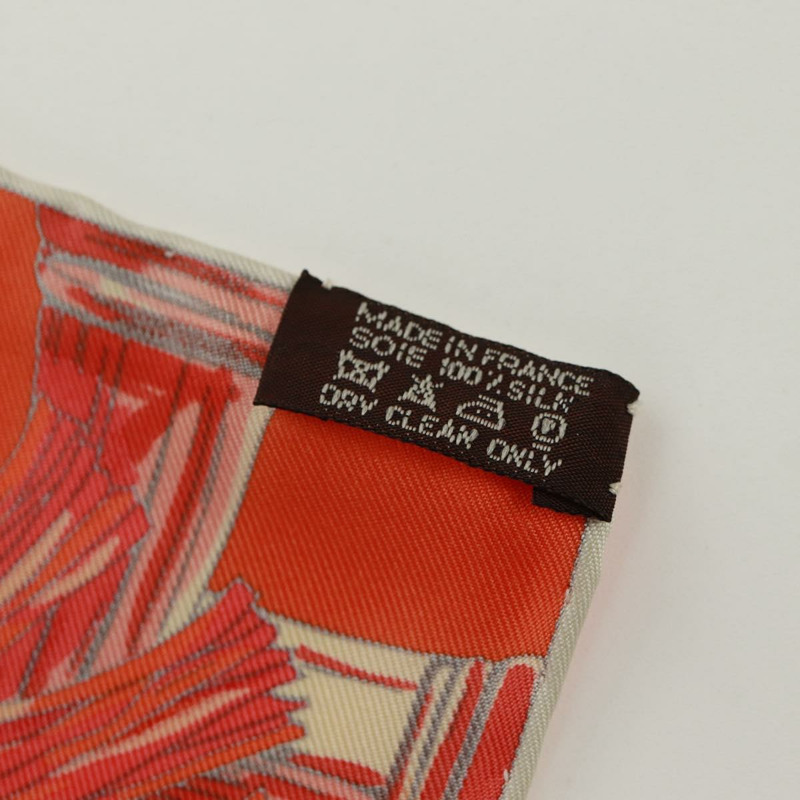 MADE IN FRANCE
SOIE 100% SILK
P
DRY CLEAN ONLY